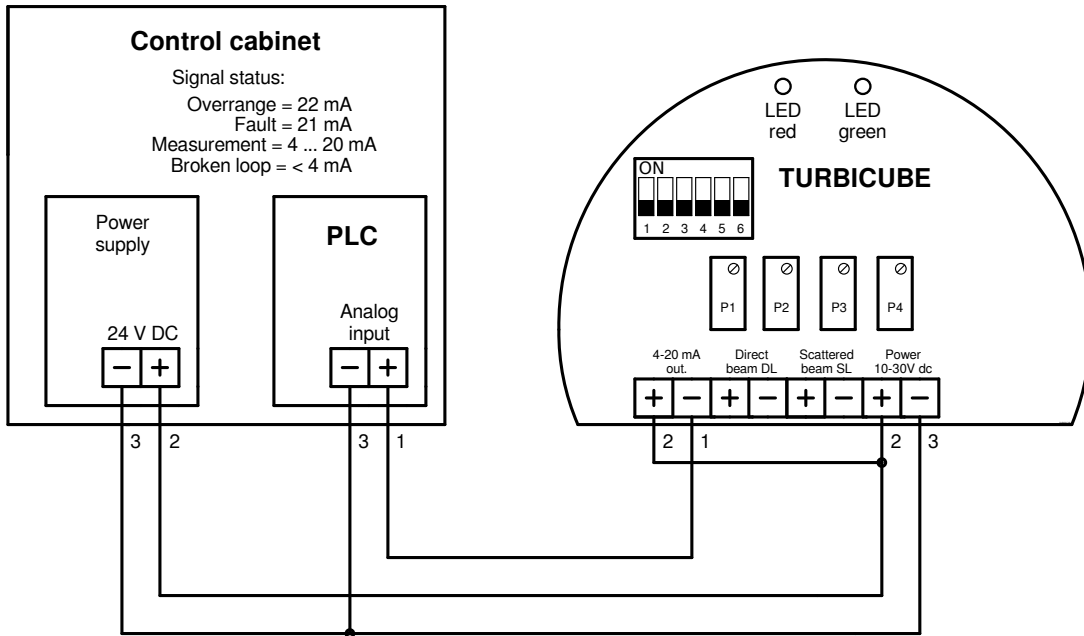 Control cabinet
Signal status:
Overrange = 22 mA
Fault = 21 mA
Measurement = 4 ... 20 mA
Broken loop = < 4 mA
Power
supply
24 V DC
− +
PLC
Analog
input
− +
3 2 3 1
LED
red
LED
green
TURBICUBE
ON
1 2 3 4 5 6
P1 P2 P3 P4
4-20 mA
out.
Direct
beam DL
Scattered
beam SL
Power
10-30V dc
+ − + − + − + −
2 1 2 3